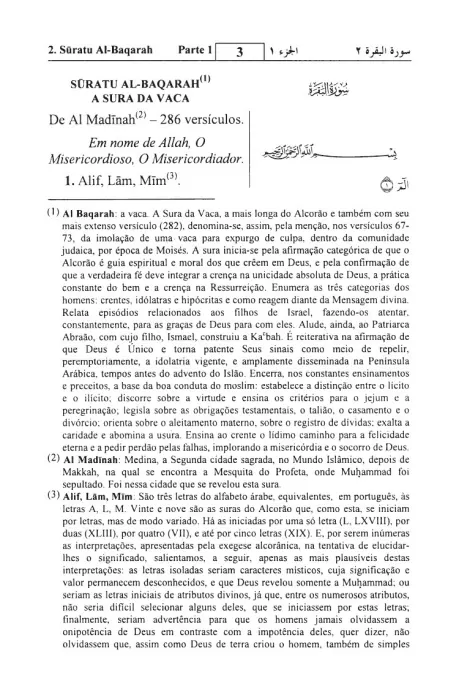 2. Sūratu Al-Baqarah Parte 1 3 الجزء ١ سورة البقرة ٢
SŪRATU AL-BAQARAH(1)
A SURA DA VACA
De Al Madīnah(2) – 286 versículos.
Em nome de Allah, O
Misericordioso, O Misericordiador.
1. Alif, Lām, Mīm(3).
سُورَةُ البَقَرَةِ
بِسْمِ اللَّهِ الرَّحْمَٰنِ الرَّحِيمِ
الٓمٓ ١
(1) Al Baqarah: a vaca. A Sura da Vaca, a mais longa do Alcorão e também com seu
mais extenso versículo (282), denomina-se, assim, pela menção, nos versículos 67-
73, da imolação de uma vaca para expurgo de culpa, dentro da comunidade
judaica, por época de Moisés. A sura inicia-se pela afirmação categórica de que o
Alcorão é guia espiritual e moral dos que crêem em Deus, e pela confirmação de
que a verdadeira fé deve integrar a crença na unicidade absoluta de Deus, a prática
constante do bem e a crença na Ressurreição. Enumera as três categorias dos
homens: crentes, idólatras e hipócritas e como reagem diante da Mensagem divina.
Relata episódios relacionados aos filhos de Israel, fazendo-os atentar,
constantemente, para as graças de Deus para com eles. Alude, ainda, ao Patriarca
Abraão, com cujo filho, Ismael, construiu a Kaᶜbah. É reiterativa na afirmação de
que Deus é Único e torna patente Seus sinais como meio de repelir,
peremptoriamente, a idolatria vigente, e amplamente disseminada na Península
Arábica, tempos antes do advento do Islão. Encerra, nos constantes ensinamentos
e preceitos, a base da boa conduta do moslim: estabelece a distinção entre o lícito
e o ilícito; discorre sobre a virtude e ensina os critérios para o jejum e a
peregrinação; legisla sobre as obrigações testamentais, o talião, o casamento e o
divórcio; orienta sobre o aleitamento materno, sobre o registro de dívidas; exalta a
caridade e abomina a usura. Ensina ao crente o lídimo caminho para a felicidade
eterna e a pedir perdão pelas falhas, implorando a misericórdia e o socorro de Deus.
(2) Al Madīnah: Medina, a Segunda cidade sagrada, no Mundo Islâmico, depois de
Makkah, na qual se encontra a Mesquita do Profeta, onde Muḥammad foi
sepultado. Foi nessa cidade que se revelou esta sura.
(3) Alif, Lām, Mīm: São três letras do alfabeto árabe, equivalentes, em português, às
letras A, L, M. Vinte e nove são as suras do Alcorão que, como esta, se iniciam
por letras, mas de modo variado. Há as iniciadas por uma só letra (L, LXVIII), por
duas (XLIII), por quatro (VII), e até por cinco letras (XIX). E, por serem inúmeras
as interpretações, apresentadas pela exegese alcorânica, na tentativa de elucidar-
lhes o significado, salientamos, a seguir, apenas as mais plausíveis destas
interpretações: as letras isoladas seriam caracteres místicos, cuja significação e
valor permanecem desconhecidos, e que Deus revelou somente a Muḥammad; ou
seriam as letras iniciais de atributos divinos, já que, entre os numerosos atributos,
não seria difícil selecionar alguns deles, que se iniciassem por estas letras;
finalmente, seriam advertência para que os homens jamais olvidassem a
onipotência de Deus em contraste com a impotência deles, quer dizer, não
olvidassem que, assim como Deus de terra criou o homem, também de simples